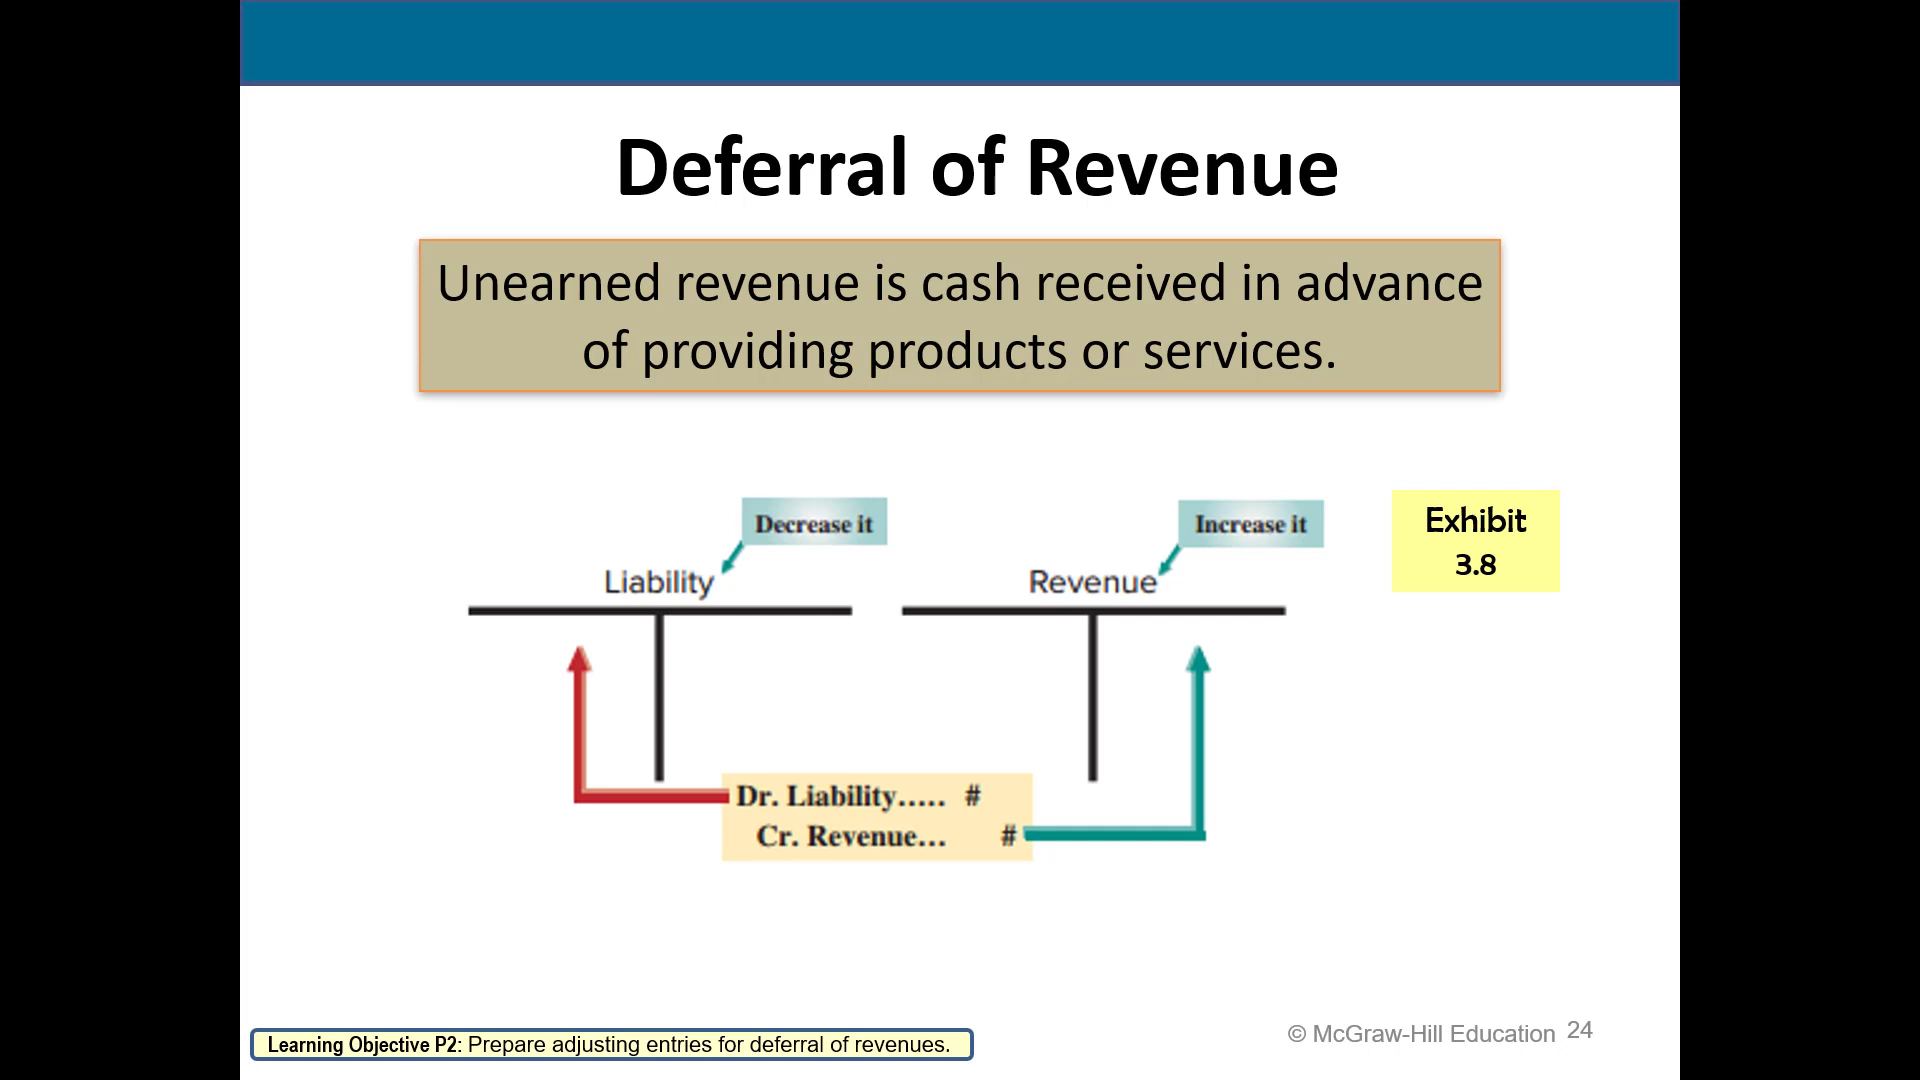 Deferral of Revenue
Unearned revenue is cash received in advance
of providing products or services.
Decrease it
Increase it
Exhibit
3.8
Liability
Revenue
Dr. Liability..... #
Cr. Revenue... #
Learning Objective P2: Prepare adjusting entries for deferral of revenues.
© McGraw-Hill Education 24